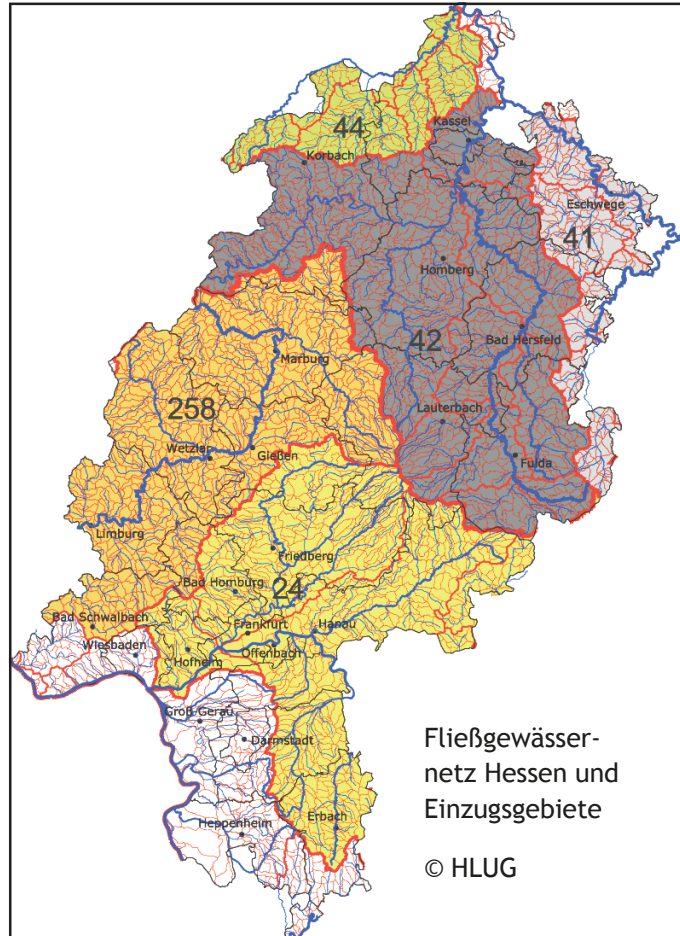 Kassel
44
Korbach
Eschwege
41
Homberg
42
Bad Hersfeld
Marburg
258
Lauterbach
Wetzlar
Gießen
Fulda
Limburg
Friedberg
Bad Homburg
24
Bad Schwalbach
Frankfurt
Hanau
Wiesbaden
Hofheim
Offenbach
Groß Gerau
Darmstadt
Erbach
Heppenheim
Fließgewässer-
netz Hessen und
Einzugsgebiete
© HLUG